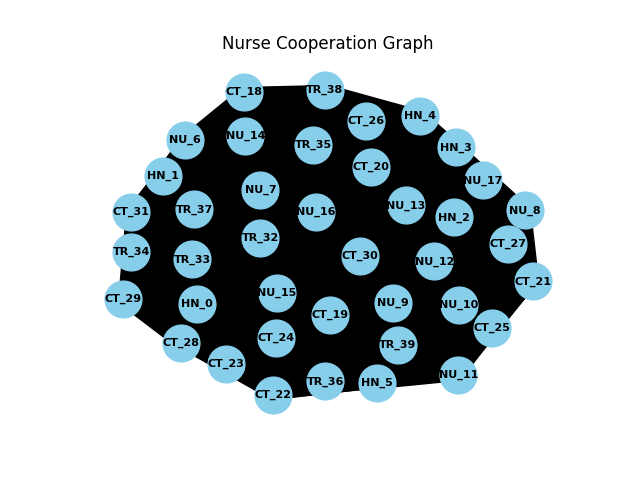 Nurse Cooperation Graph
CT_18
TR_38
HN_4
CT_26
NU_6
NU_14
TR_35
HN_3
CT_20
HN_1
NU_17
NU_7
CT_31
TR_37
NU_16
NU_13
HN_2
NU_8
TR_32
CT_27
TR_34
TR_33
CT_30
NU_12
CT_21
CT_29
HN_0
NU_15
NU_9
NU_10
CT_19
CT_25
CT_28
CT_24
TR_39
CT_23
CT_22
TR_36
HN_5
NU_11